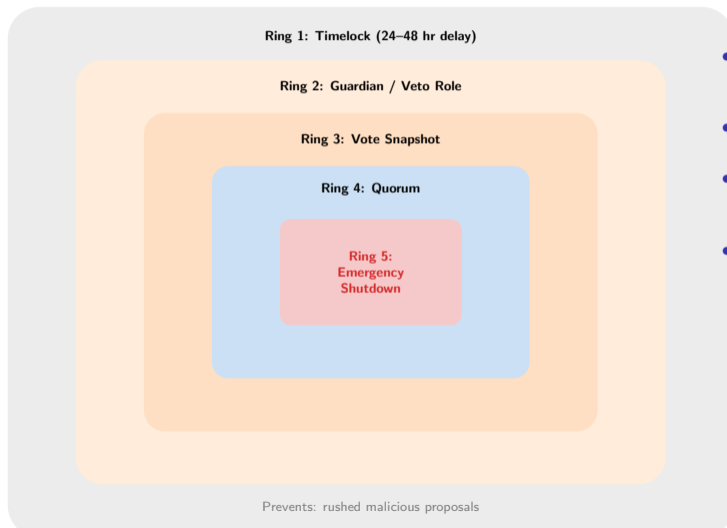 Ring 1: Timelock (24–48 hr delay)
Ring 2: Guardian / Veto Role
Ring 3: Vote Snapshot
Ring 4: Quorum
Ring 5:
Emergency
Shutdown
Prevents: rushed malicious proposals